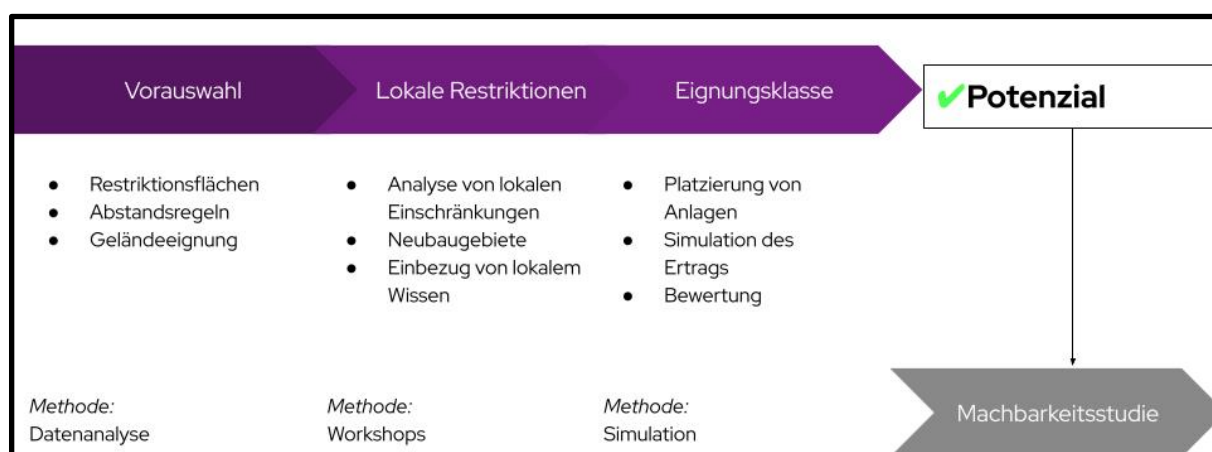 Vorauswahl
Lokale Restriktionen
Eignungsklasse
✔Potenzial
● Restriktionsflächen
● Abstandsregeln
● Geländeeignung
● Analyse von lokalen
Einschränkungen
● Neubaugebiete
● Einbezug von lokalem
Wissen
● Platzierung von
Anlagen
● Simulation des
Ertrags
● Bewertung
Methode:
Datenanalyse
Methode:
Workshops
Methode:
Simulation
Machbarkeitsstudie